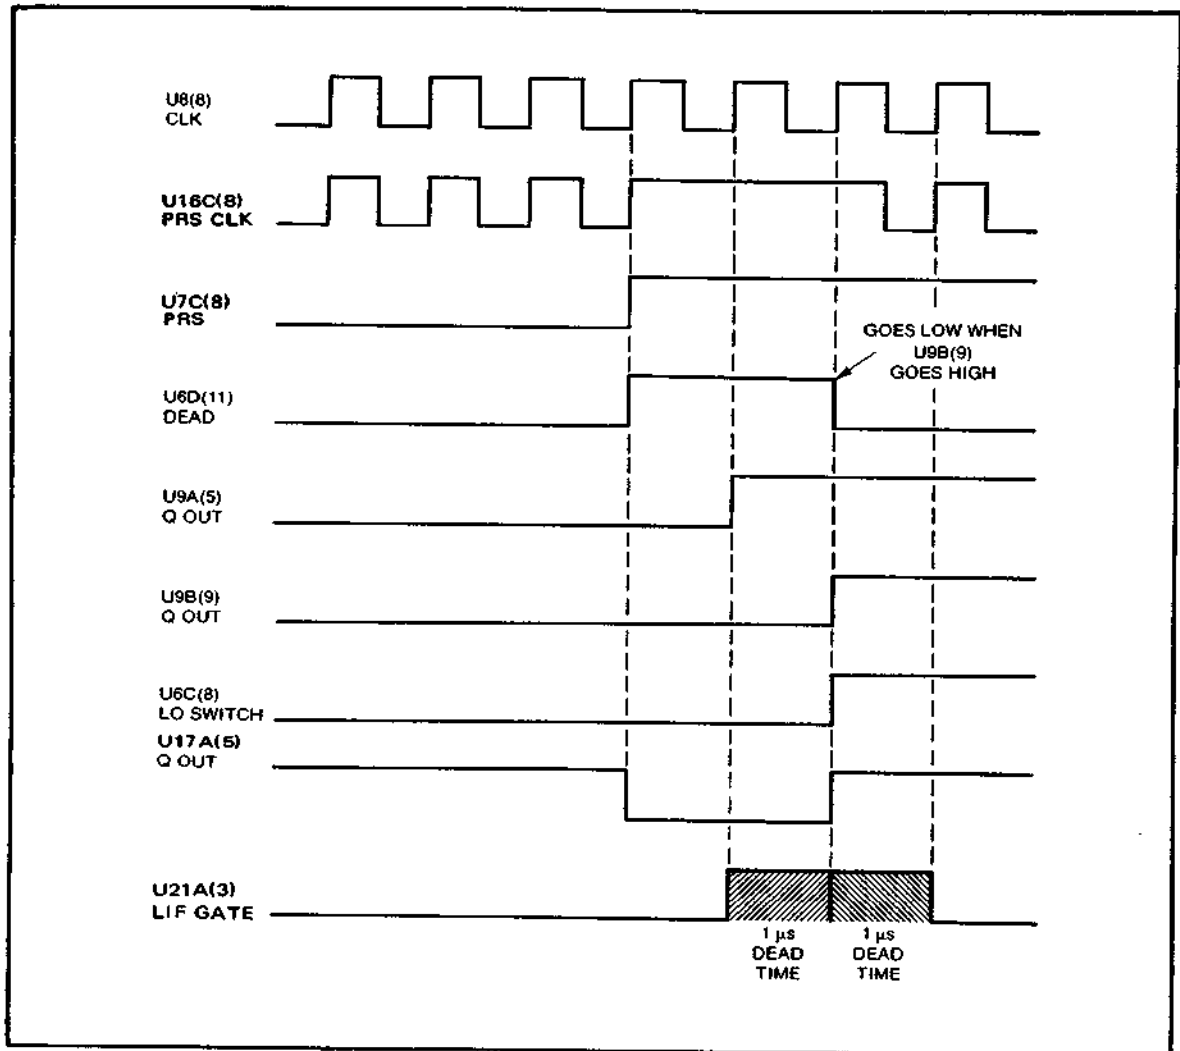 U8(8)
CLK
U16C(8)
PRS CLK
U7C(8)
PRS
GOES LOW WHEN
U9B(9)
GOES HIGH
U6D(11)
DEAD
U9A(5)
Q OUT
U9B(9)
Q OUT
U6C(8)
LO SWITCH
U17A(5)
Q OUT
U21A(3)
LIF GATE
1 µs
DEAD
TIME
1 µs
DEAD
TIME